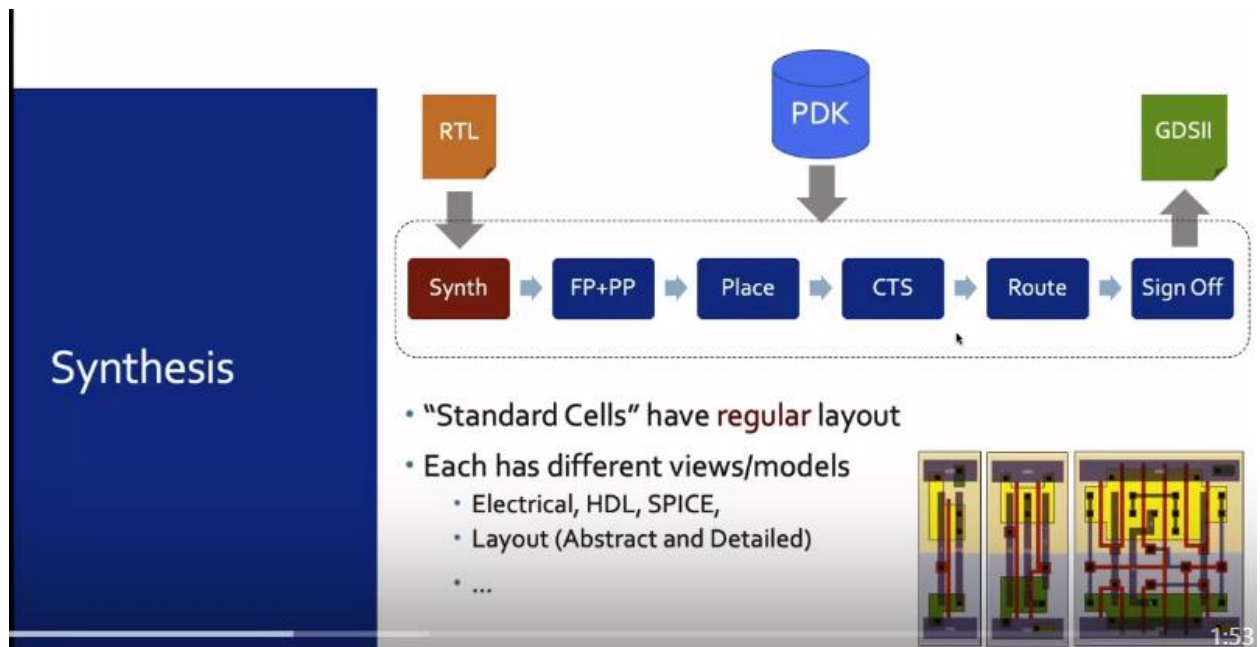 RTL
PDK
GDSII
Synth
FP+PP
Place
CTS
Route
Sign Off
Synthesis
• "Standard Cells" have regular layout
• Each has different views/models
• Electrical, HDL, SPICE,
• Layout (Abstract and Detailed)
• ...
1:53